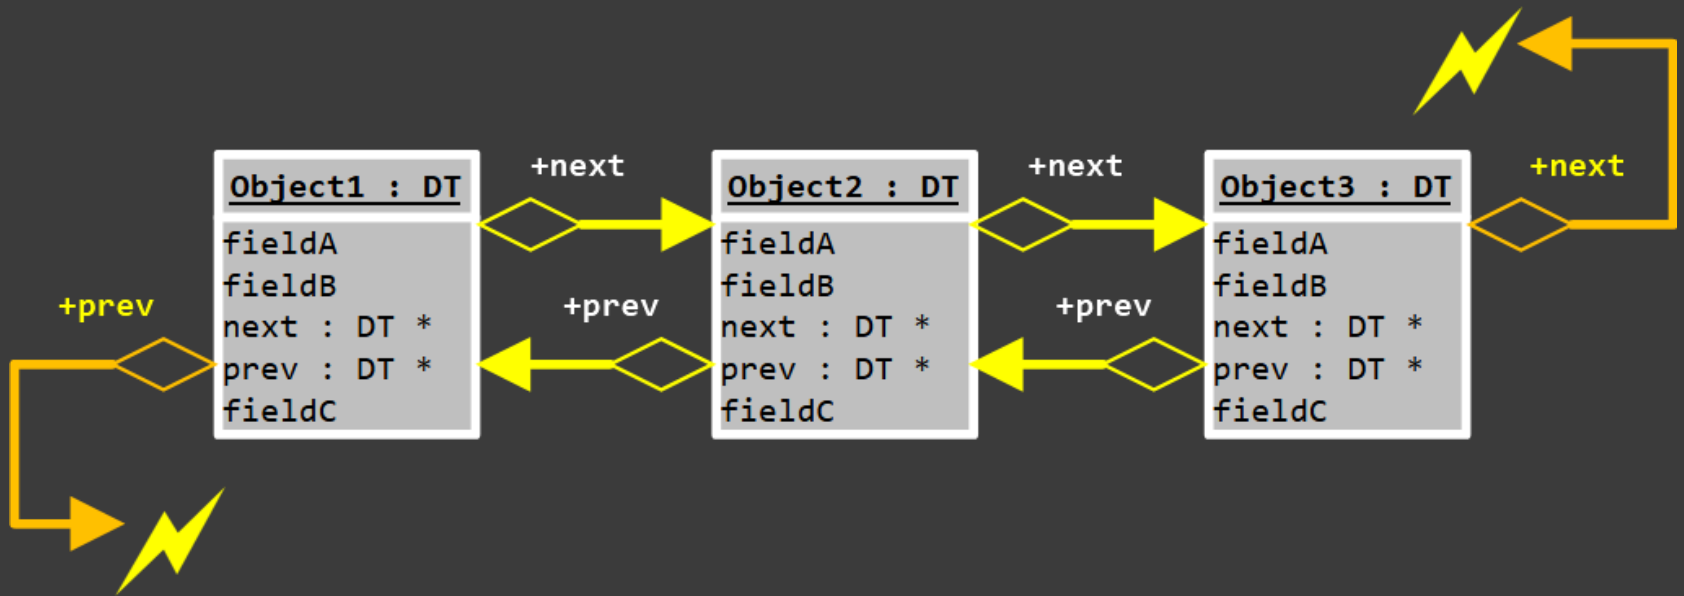 +next
+next
+next
Object1 : DT
fieldA
fieldB
next : DT *
prev : DT *
fieldC
Object2 : DT
fieldA
fieldB
next : DT *
prev : DT *
fieldC
Object3 : DT
fieldA
fieldB
next : DT *
prev : DT *
fieldC
+prev
+prev
+prev